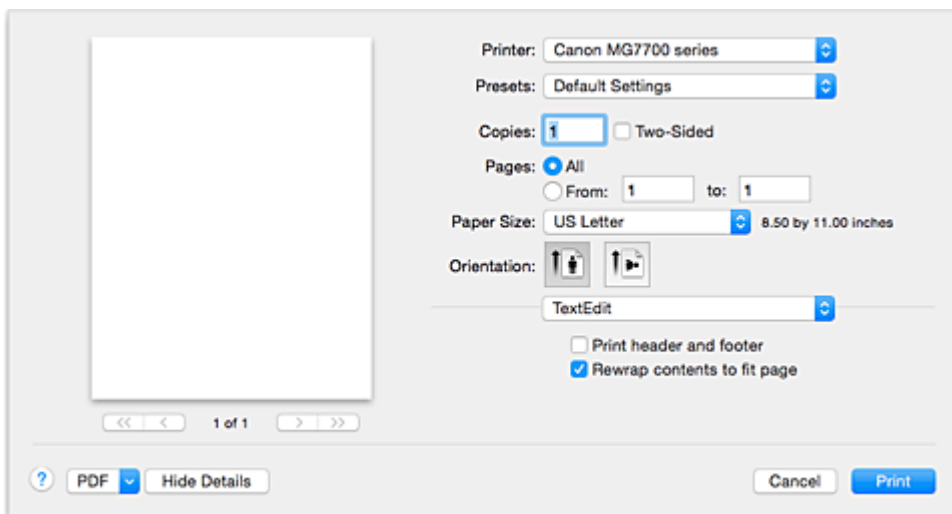 Printer: Canon MG7700 series
Presets: Default Settings
Copies: 1 Two-Sided
Pages: All
From: 1 to: 1
Paper Size: US Letter 8.50 by 11.00 inches
Orientation:
TextEdit
Print header and footer
Rewrap contents to fit page
<< < 1 of 1 > >>
? PDF Hide Details Cancel Print